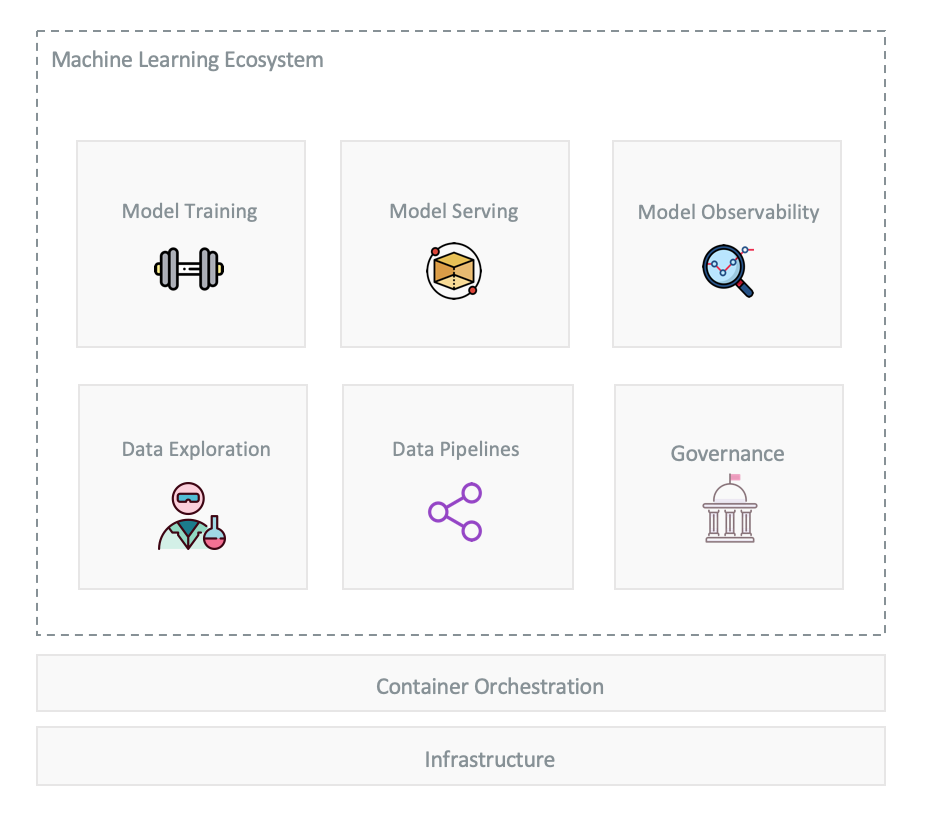 Machine Learning Ecosystem
Model Training
Model Serving
Model Observability
Data Exploration
Data Pipelines
Governance
Container Orchestration
Infrastructure